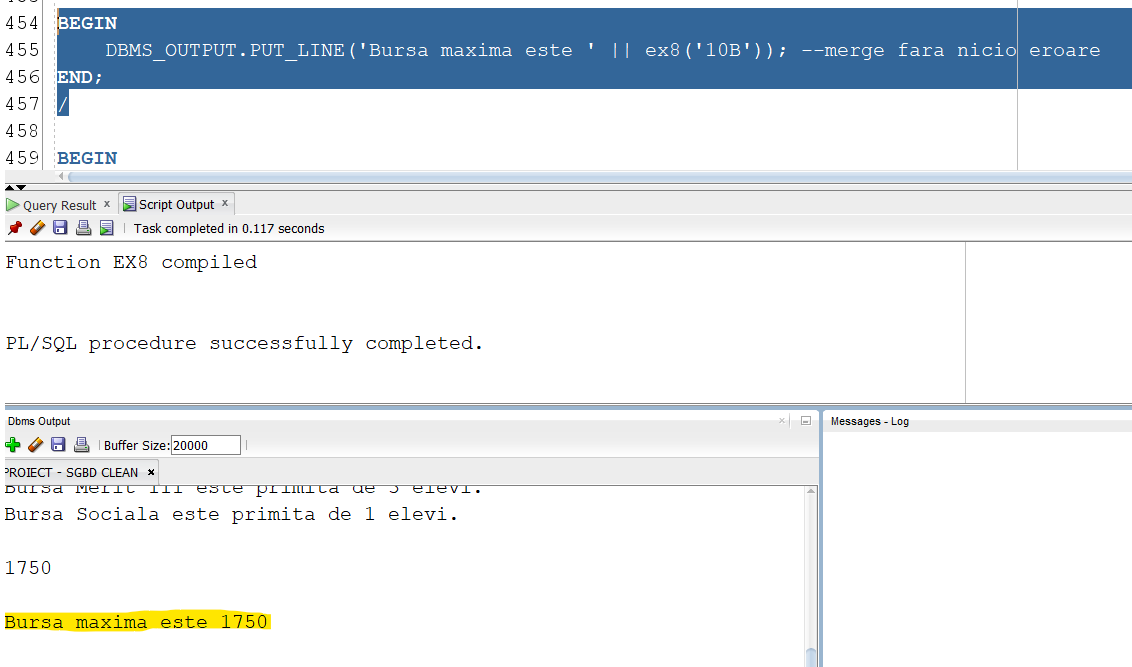 454 BEGIN
455 DBMS_OUTPUT.PUT_LINE('Bursa maxima este ' || ex8('10B')); --merge fara nicio eroare
456 END;
457 /
458
459 BEGIN
Query Result x Script Output x
Task completed in 0.117 seconds
Function EX8 compiled
PL/SQL procedure successfully completed.
Dbms Output
Messages - Log
Buffer Size: 20000
PROIECT - SGBD CLEAN x
Bursa Merit III este primita de 3 elevi.
Bursa Sociala este primita de 1 elevi.
1750
Bursa maxima este 1750